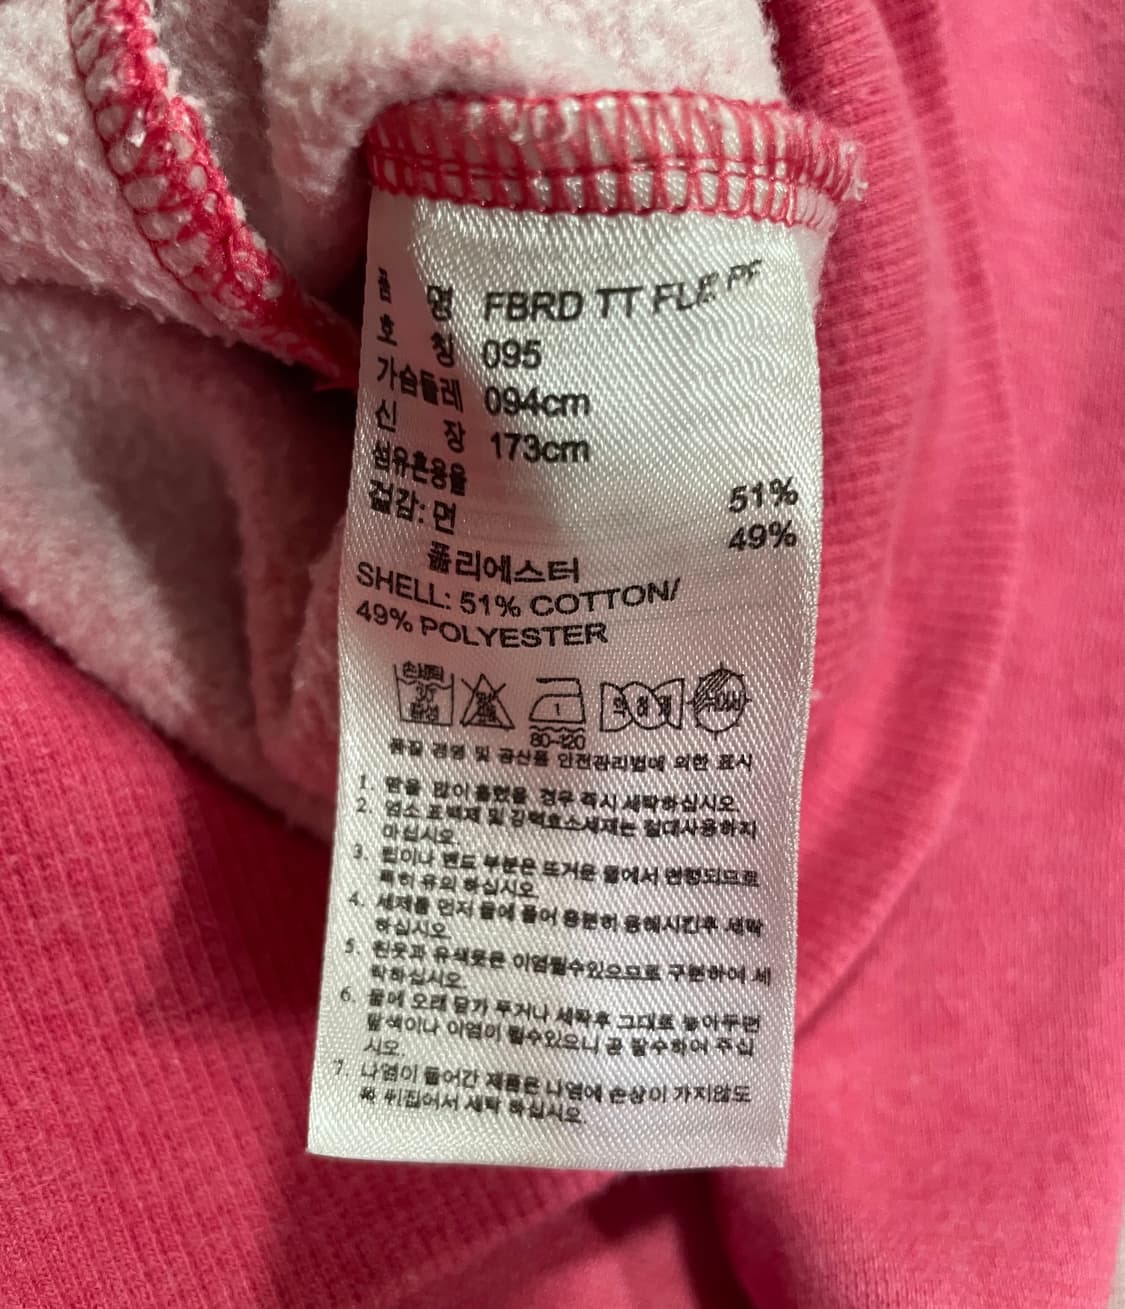 품 명 FBRD TT FLE PF
호 칭 095
가슴둘레 094cm
신 장 173cm
섬유혼용율
겉감: 면 51%
폴리에스터 49%
SHELL: 51% COTTON/
49% POLYESTER
손세탁
30
중성
1
80~120
약하게
품질 경영 및 공산품 안전관리법에 의한 표시
1. 땀을 많이 흘렸을 경우 즉시 세탁하십시오.
2. 염소 표백제 및 강력효소세제는 절대사용하지
마십시오.
3. 립이나 밴드 부분은 뜨거운 물에서 변형되므로
특히 유의 하십시오.
4. 세제를 먼저 물에 풀어 충분히 용해시킨후 세탁
하십시오.
5. 흰옷과 유색옷은 이염될수있으므로 구분하여 세
탁하십시오.
6. 물에 오래 담가 두거나 세탁후 그대로 놓아두면
탈색이나 이염이 될수있으니 곧 탈수하여 주십
시오.
7. 나염이 들어간 제품은 나염에 손상이 가지않도
록 뒤집어서 세탁 하십시오.